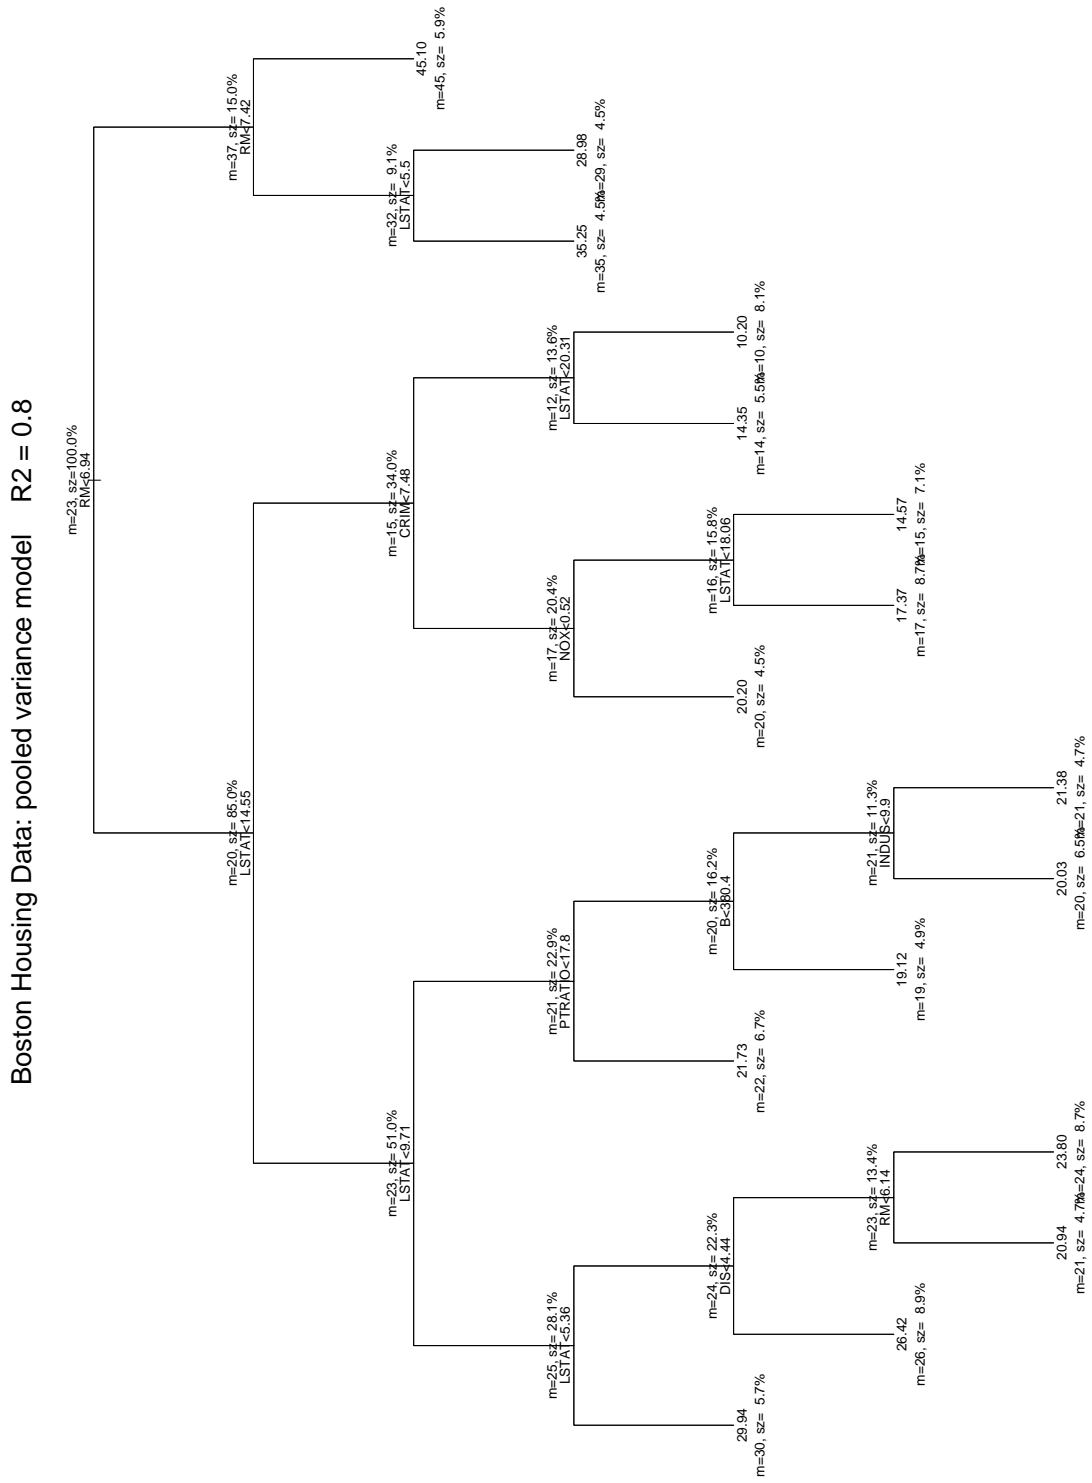 Boston Housing Data: pooled variance model R2 = 0.8
m=23, sz=100.0%
RM<6.94
m=20, sz= 85.0%
LSTAT<14.55
m=37, sz= 15.0%
RM<7.42
m=23, sz= 51.0%
LSTAT<9.71
m=15, sz= 34.0%
CRIM<7.48
m=32, sz= 9.1%
LSTAT<5.5
45.10
m=45, sz= 5.9%
m=25, sz= 28.1%
LSTAT<5.36
m=21, sz= 22.9%
PTRATIO<17.8
m=17, sz= 20.4%
NOX<0.52
m=12, sz= 13.6%
LSTAT<20.31
35.25
m=35, sz= 4.5%
28.98
m=29, sz= 4.5%
29.94
m=30, sz= 5.7%
m=24, sz= 22.3%
DIS<4.44
21.73
m=22, sz= 6.7%
m=20, sz= 16.2%
B<380.4
20.20
m=20, sz= 4.5%
m=16, sz= 15.8%
LSTAT<18.06
14.35
m=14, sz= 5.5%
10.20
m=10, sz= 8.1%
26.42
m=26, sz= 8.9%
m=23, sz= 13.4%
RM<6.14
19.12
m=19, sz= 4.9%
m=21, sz= 11.3%
INDUS<9.9
17.37
m=17, sz= 8.7%
14.57
m=15, sz= 7.1%
20.94
m=21, sz= 4.7%
23.80
m=24, sz= 8.7%
20.03
m=20, sz= 6.5%
21.38
m=21, sz= 4.7%